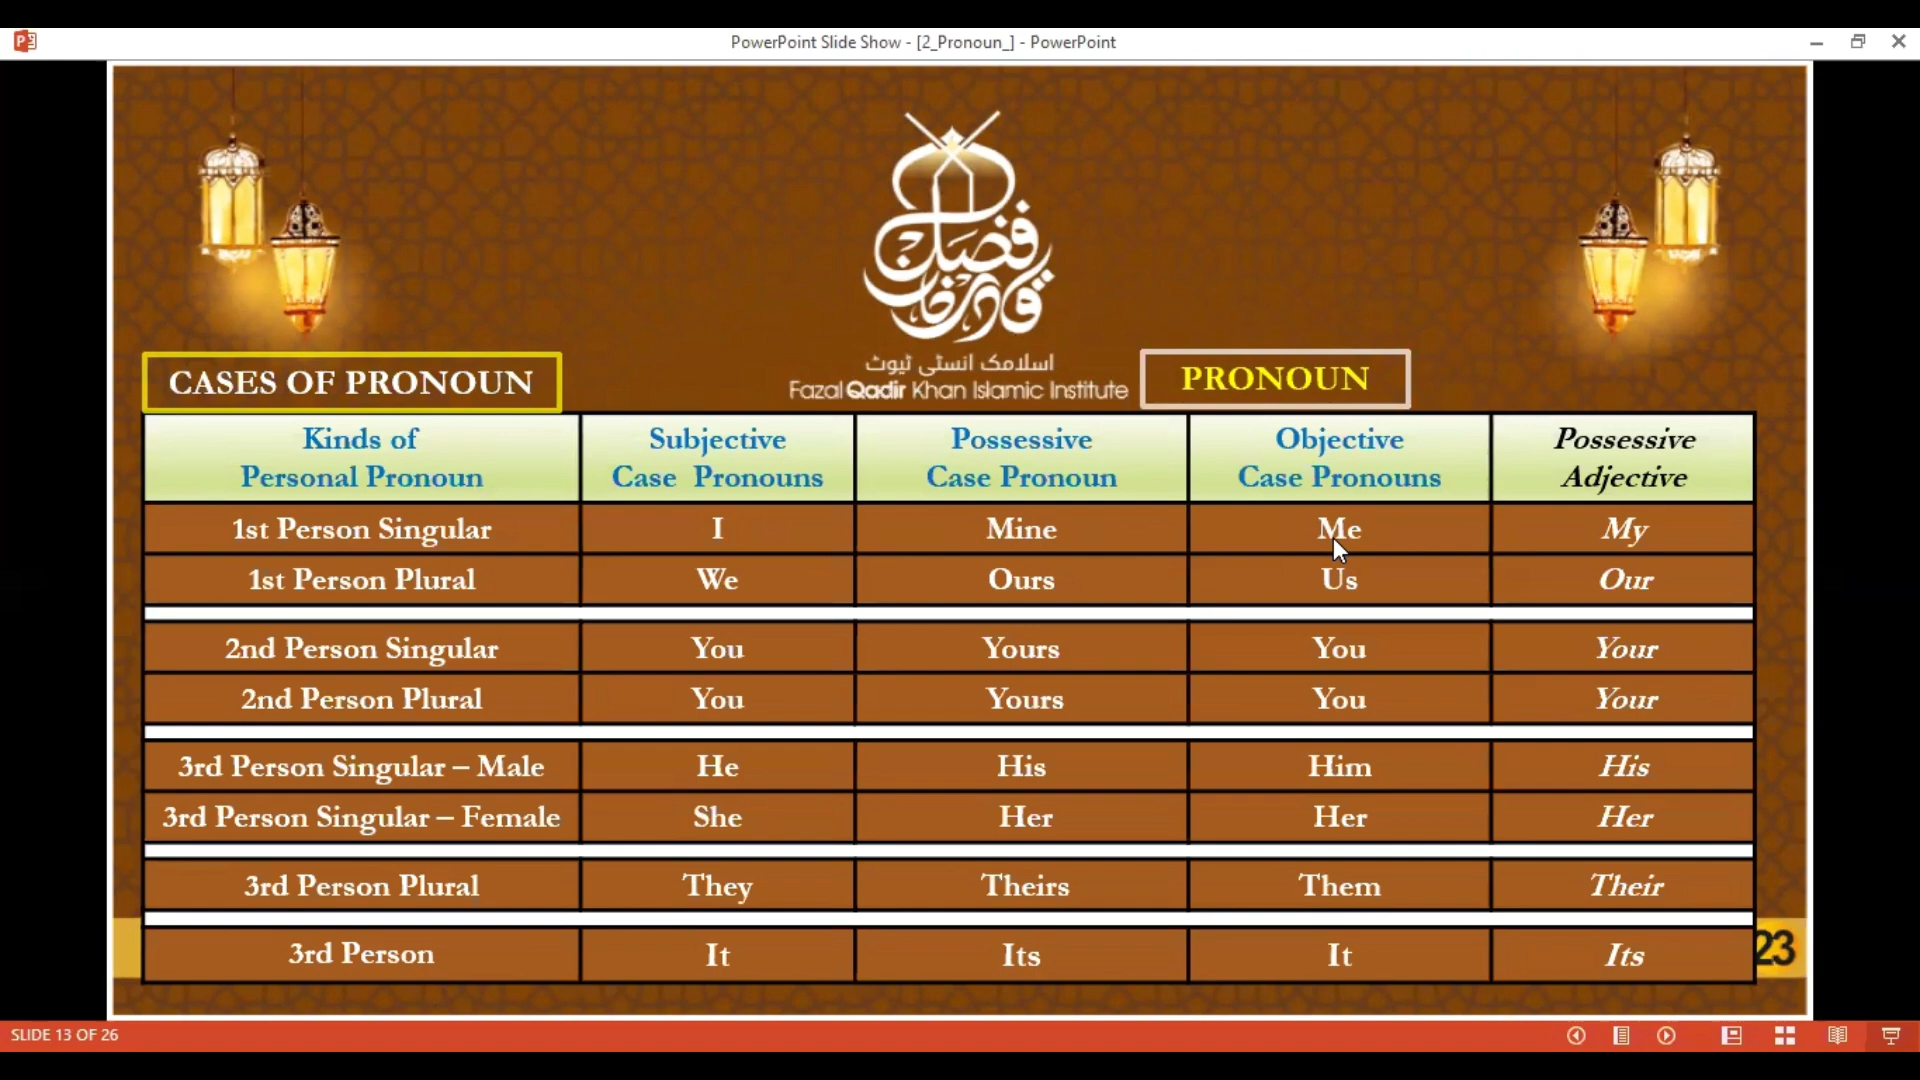 PowerPoint Slide Show - [2_Pronoun_] - PowerPoint
فضل قادر خان
اسلامک انسٹی ٹیوٹ
Fazal Qadir Khan Islamic Institute
CASES OF PRONOUN
PRONOUN
Kinds of Personal Pronoun	Subjective Case Pronouns	Possessive Case Pronoun	Objective Case Pronouns	Possessive Adjective
1st Person Singular	I	Mine	Me	My
1st Person Plural	We	Ours	Us	Our
2nd Person Singular	You	Yours	You	Your
2nd Person Plural	You	Yours	You	Your
3rd Person Singular – Male	He	His	Him	His
3rd Person Singular – Female	She	Her	Her	Her
3rd Person Plural	They	Theirs	Them	Their
3rd Person	It	Its	It	Its
23
SLIDE 13 OF 26